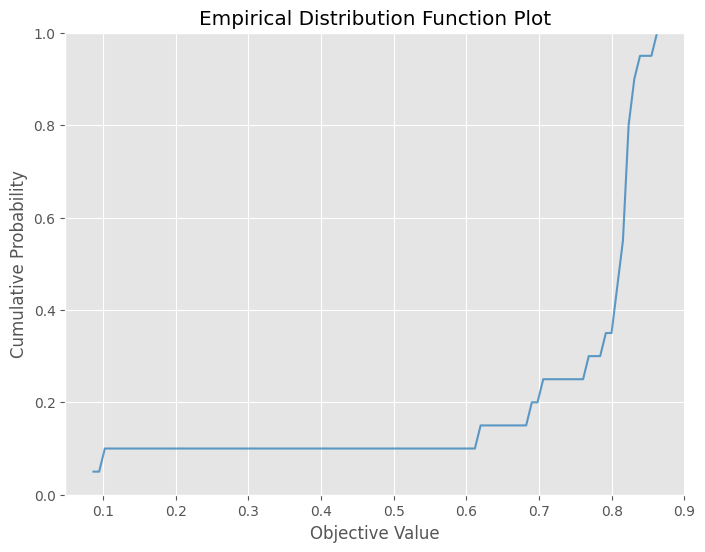 Empirical Distribution Function Plot
1.0
0.8
0.6
0.4
0.2
0.0
Cumulative Probability
0.1 0.2 0.3 0.4 0.5 0.6 0.7 0.8 0.9
Objective Value